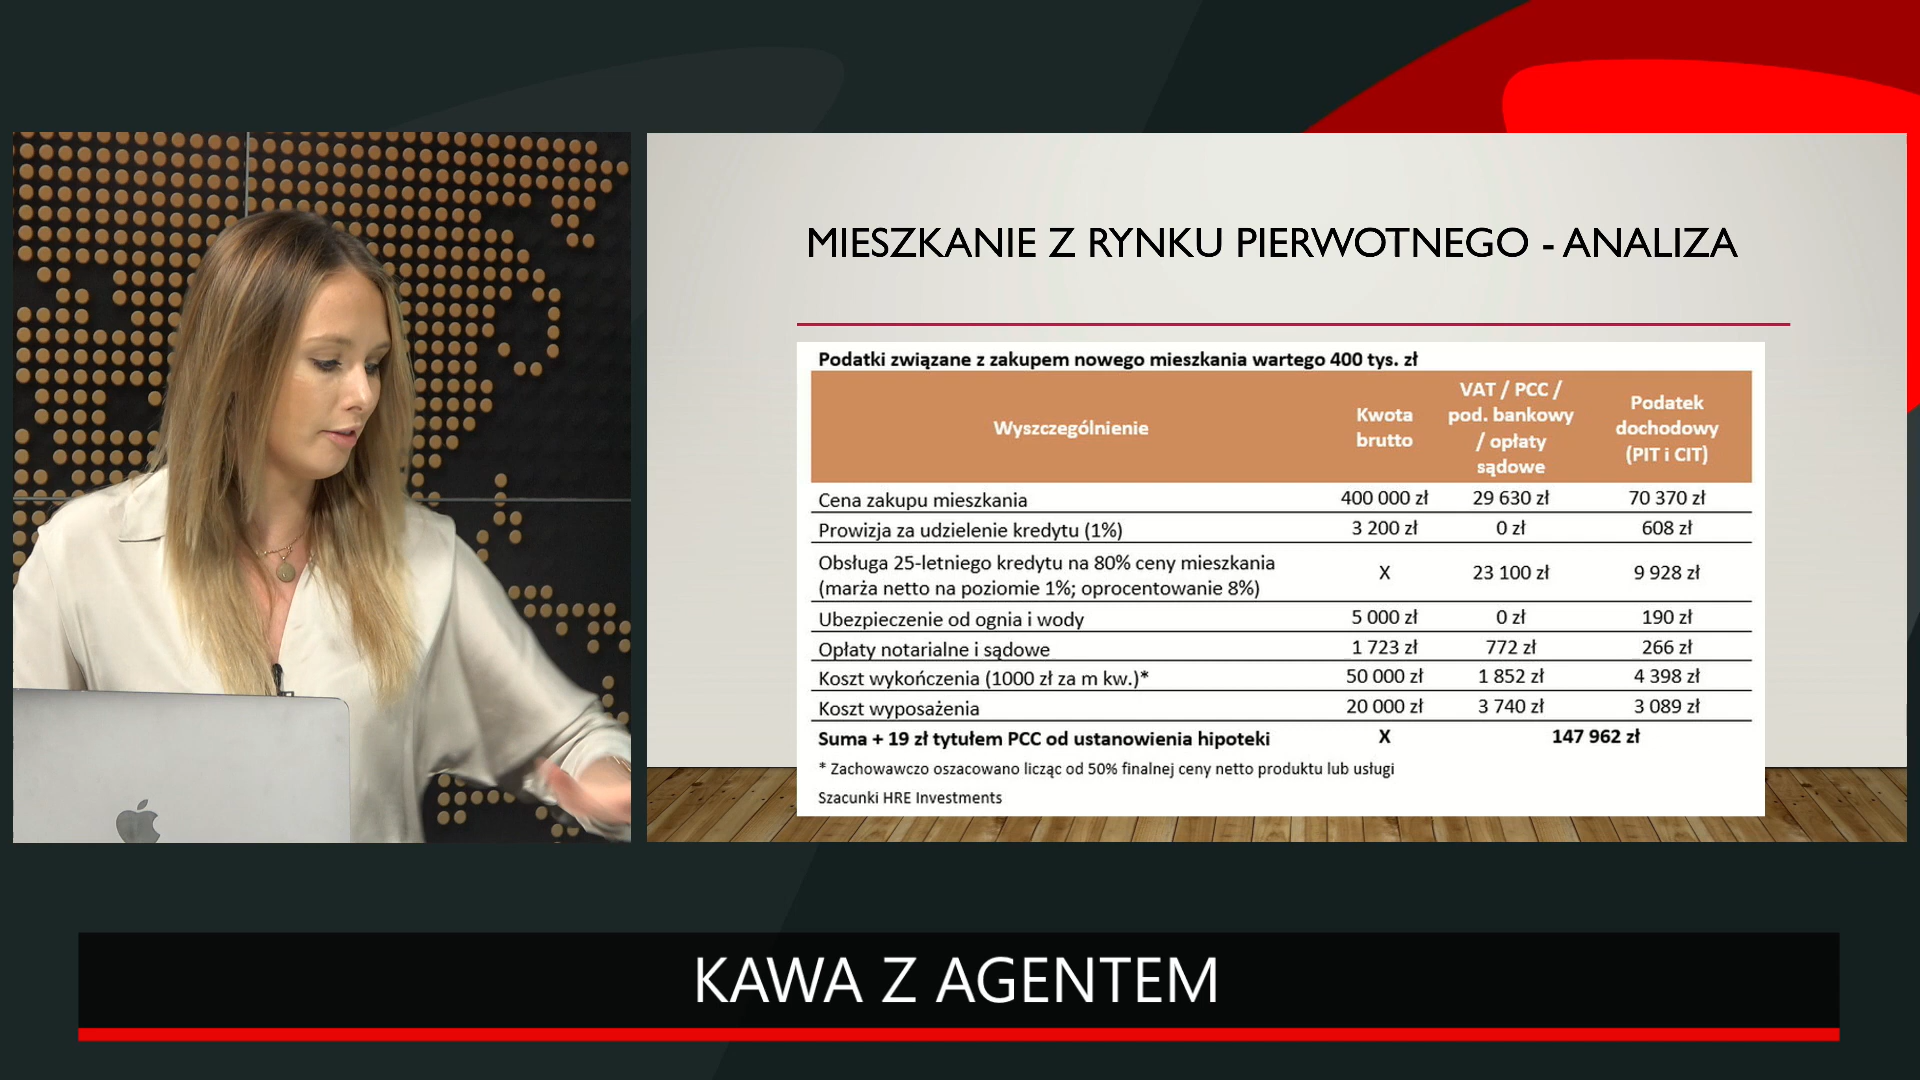 MIESZKANIE Z RYNKU PIERWOTNEGO - ANALIZA
Podatki związane z zakupem nowego mieszkania wartego 400 tys. zł
Wyszczególnienie
Kwota
brutto
VAT / PCC /
pod. bankowy
/ opłaty
sądowe
Podatek
dochodowy
(PIT i CIT)
Cena zakupu mieszkania 400 000 zł 29 630 zł 70 370 zł
Prowizja za udzielenie kredytu (1%) 3 200 zł 0 zł 608 zł
Obsługa 25-letniego kredytu na 80% ceny mieszkania
(marża netto na poziomie 1%; oprocentowanie 8%) X 23 100 zł 9 928 zł
Ubezpieczenie od ognia i wody 5 000 zł 0 zł 190 zł
Opłaty notarialne i sądowe 1 723 zł 772 zł 266 zł
Koszt wykończenia (1000 zł za m kw.)* 50 000 zł 1 852 zł 4 398 zł
Koszt wyposażenia 20 000 zł 3 740 zł 3 089 zł
Suma + 19 zł tytułem PCC od ustanowienia hipoteki X 147 962 zł
* Zachowawczo oszacowano licząc od 50% finalnej ceny netto produktu lub usługi
Szacunki HRE Investments
KAWA Z AGENTEM